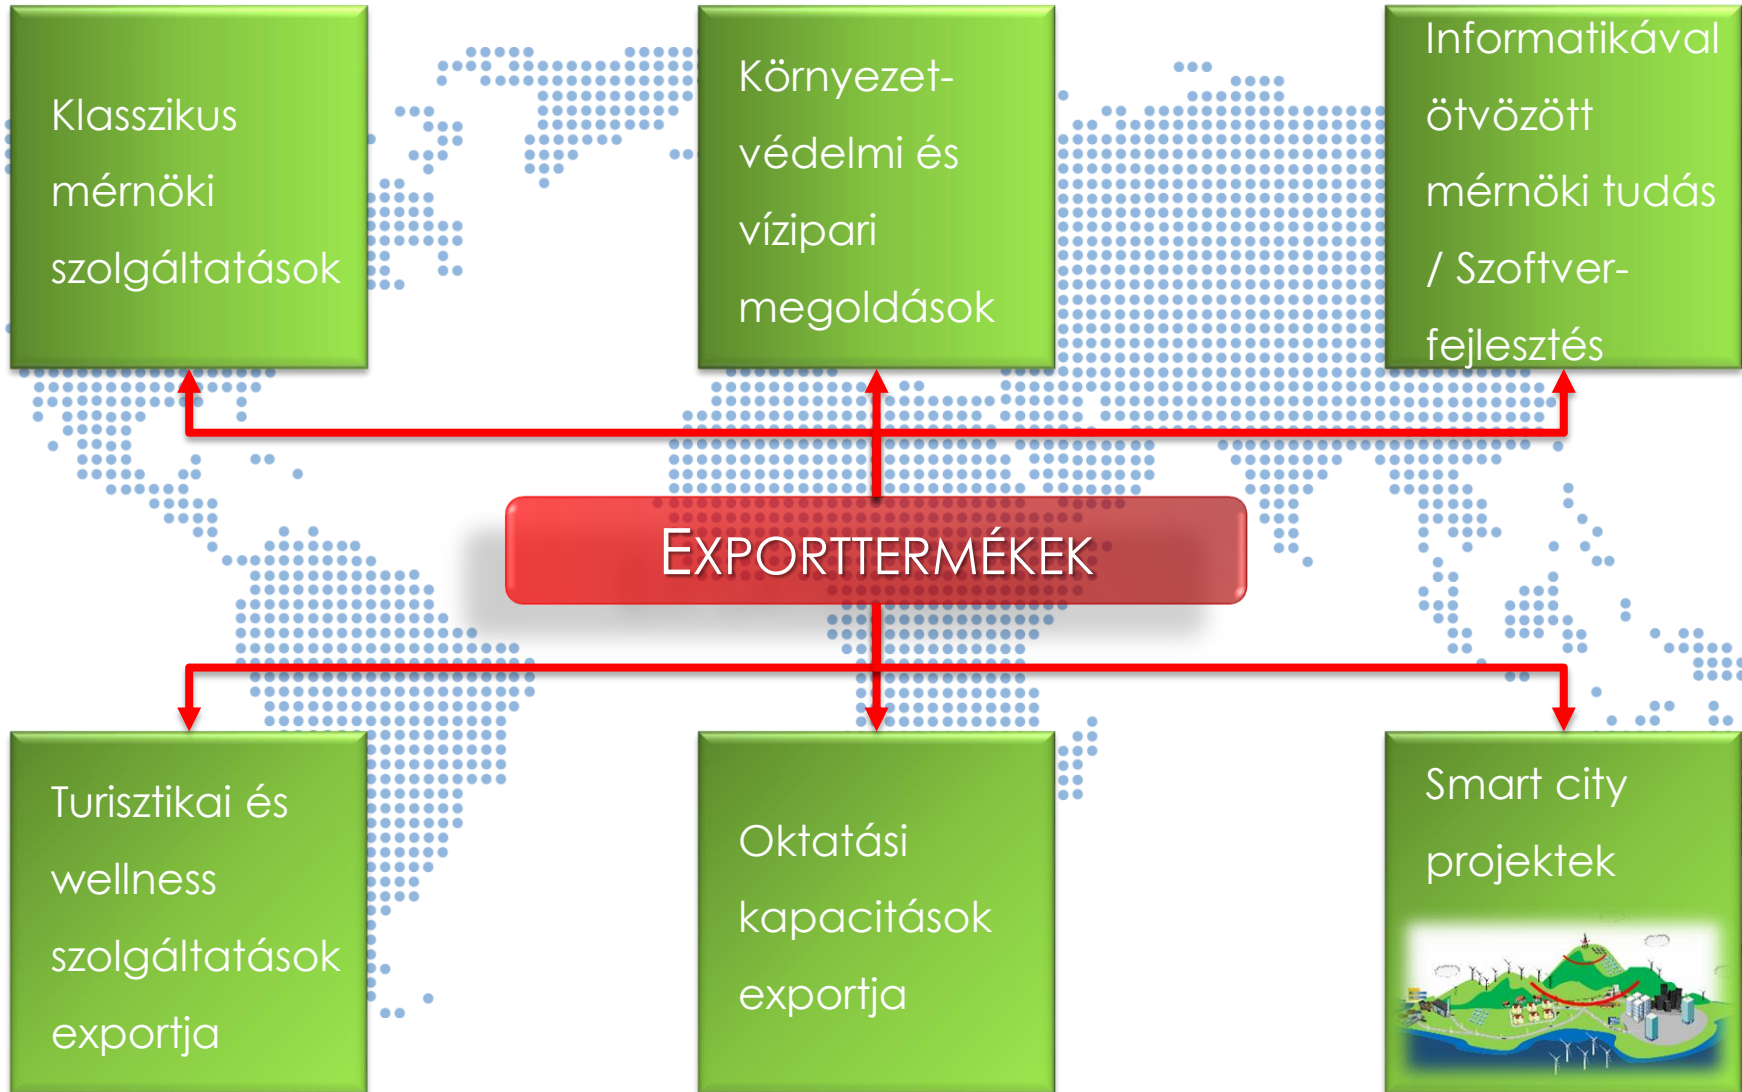 Klasszikus
mérnöki
szolgáltatások
Környezet-
védelmi és
vízipari
megoldások
Informatikával
ötvözött
mérnöki tudás
/ Szoftver-
fejlesztés
EXPORTTERMÉKEK
Turisztikai és
wellness
szolgáltatások
exportja
Oktatási
kapacitások
exportja
Smart city
projektek